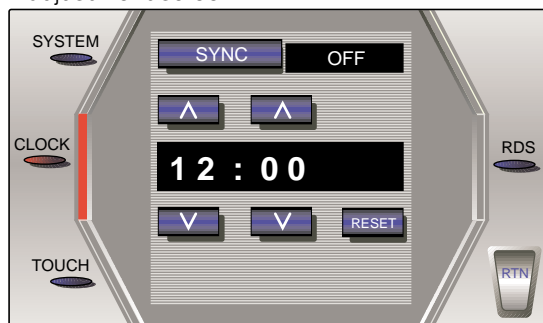 SYSTEM
SYNC OFF
CLOCK
12:00
RDS
RESET
TOUCH
RTN